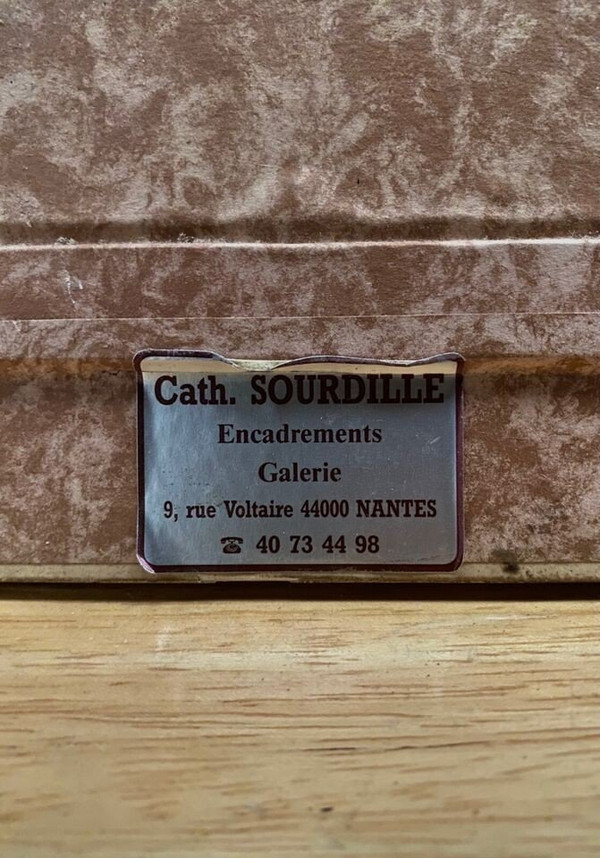 Cath. SOURDILLE
Encadrements
Galerie
9, rue Voltaire 44000 NANTES
☎ 40 73 44 98